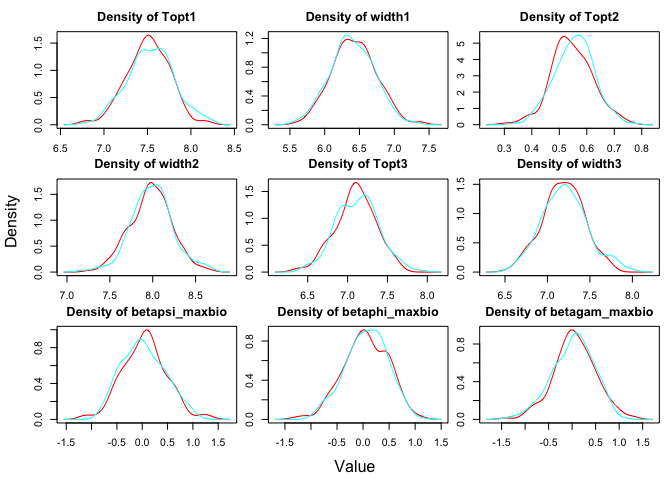 Density of Topt1
Density of width1
Density of Topt2
0.0 0.5 1.0 1.5
6.5 7.0 7.5 8.0 8.5
0.0 0.4 0.8 1.2
5.5 6.0 6.5 7.0 7.5
0 1 2 3 4 5
0.3 0.4 0.5 0.6 0.7 0.8
Density of width2
Density of Topt3
Density of width3
0.0 0.5 1.0 1.5
7.0 7.5 8.0 8.5
0.0 0.5 1.0 1.5
6.5 7.0 7.5 8.0
0.0 0.5 1.0 1.5
6.5 7.0 7.5 8.0
Density of betapsi_maxbio
Density of betaphi_maxbio
Density of betagam_maxbio
0.0 0.4 0.8
-1.5 -0.5 0.0 0.5 1.0 1.5
0.0 0.4 0.8
-1.5 -0.5 0.0 0.5 1.0 1.5
0.0 0.4 0.8
-1.5 -0.5 0.5 1.0 1.5
Density
Value